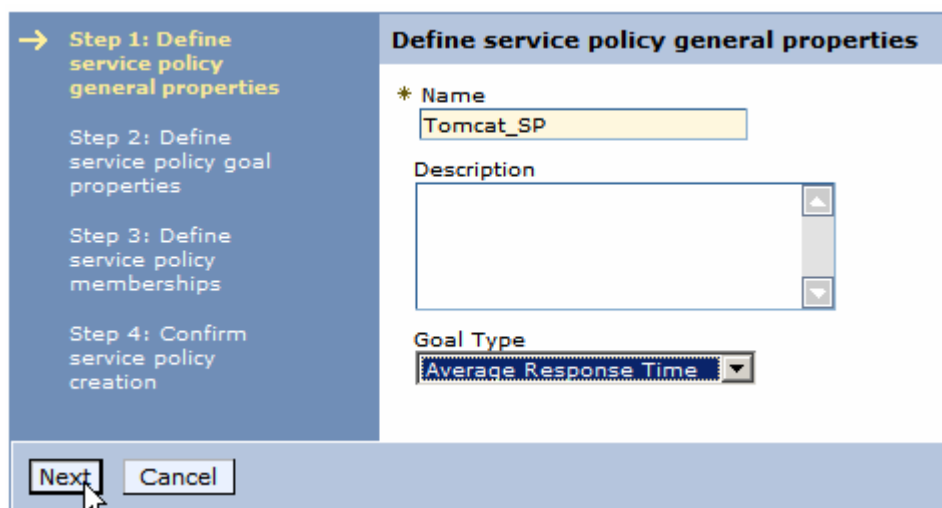 Step 1: Define
service policy
general properties
Step 2: Define
service policy goal
properties
Step 3: Define
service policy
memberships
Step 4: Confirm
service policy
creation
Define service policy general properties
* Name
Tomcat_SP
Description
Goal Type
Average Response Time
Next
Cancel